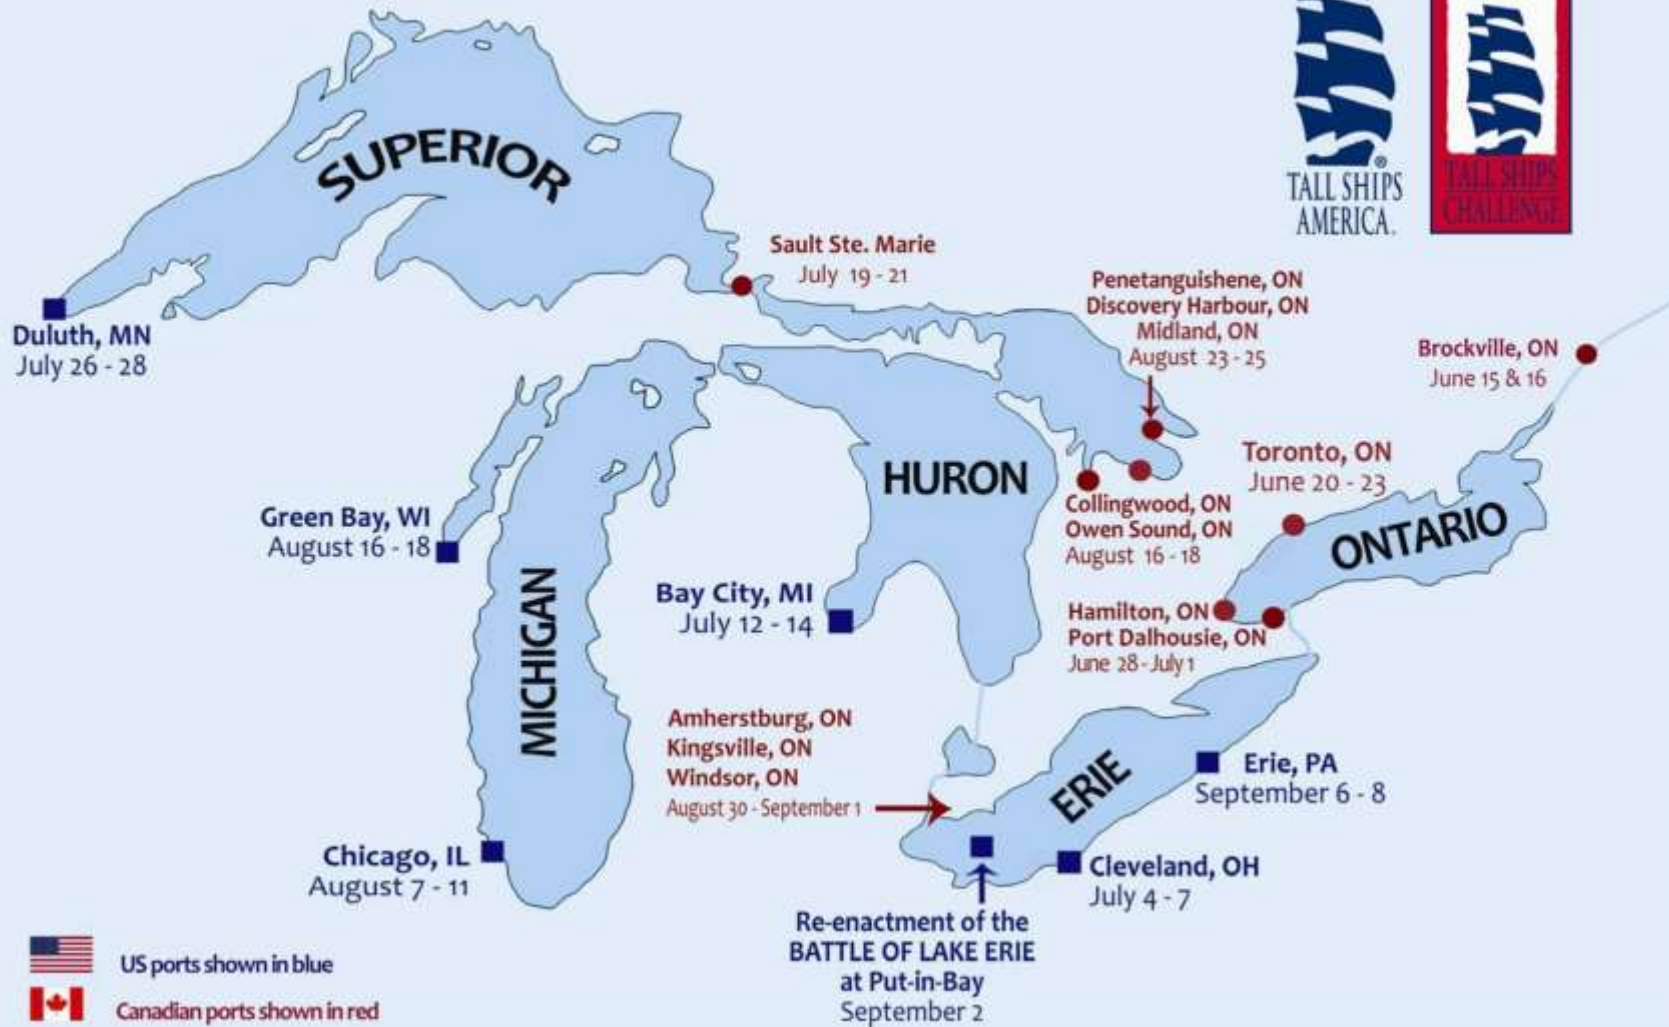 TALL SHIPS
AMERICA®
TALL SHIPS
CHALLENGE
SUPERIOR
Sault Ste. Marie
July 19 - 21
Duluth, MN
July 26 - 28
Penetanguishene, ON
Discovery Harbour, ON
Midland, ON
August 23 - 25
Brockville, ON
June 15 & 16
Toronto, ON
June 20 - 23
HURON
Green Bay, WI
August 16 - 18
Collingwood, ON
Owen Sound, ON
August 16 - 18
ONTARIO
MICHIGAN
Bay City, MI
July 12 - 14
Hamilton, ON
Port Dalhousie, ON
June 28 - July 1
Amherstburg, ON
Kingsville, ON
Windsor, ON
August 30 - September 1
ERIE
Erie, PA
September 6 - 8
Chicago, IL
August 7 - 11
Cleveland, OH
July 4 - 7
Re-enactment of the
BATTLE OF LAKE ERIE
at Put-in-Bay
September 2
US ports shown in blue
Canadian ports shown in red